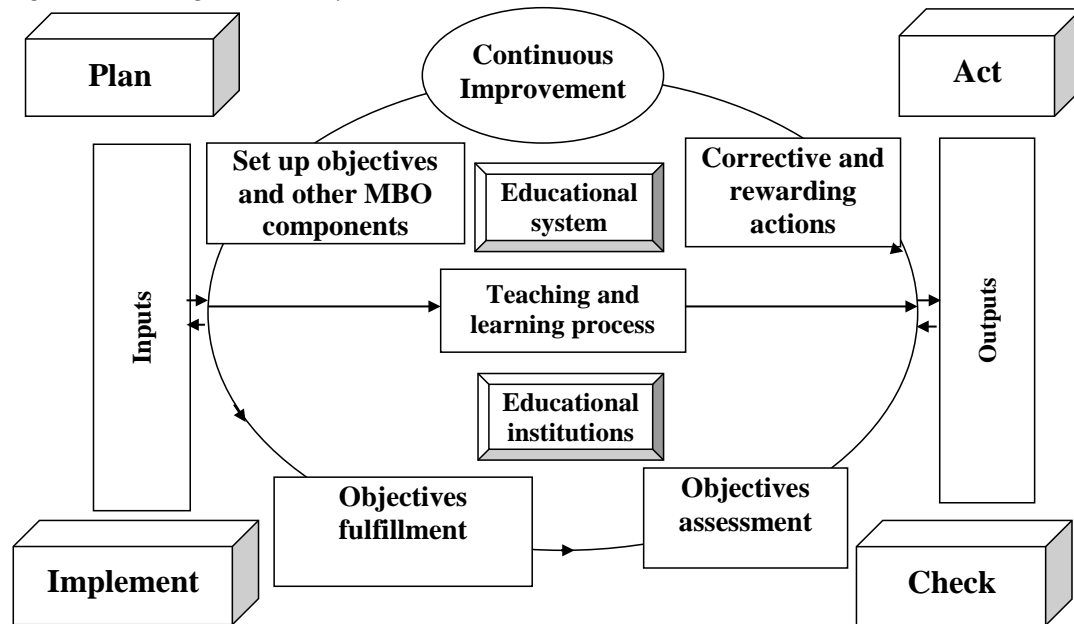 Plan
Continuous
Improvement
Act
Set up objectives
and other MBO
components
Educational
system
Corrective and
rewarding
actions
Inputs
Teaching and
learning process
Outputs
Educational
institutions
Objectives
fulfillment
Objectives
assessment
Implement
Check